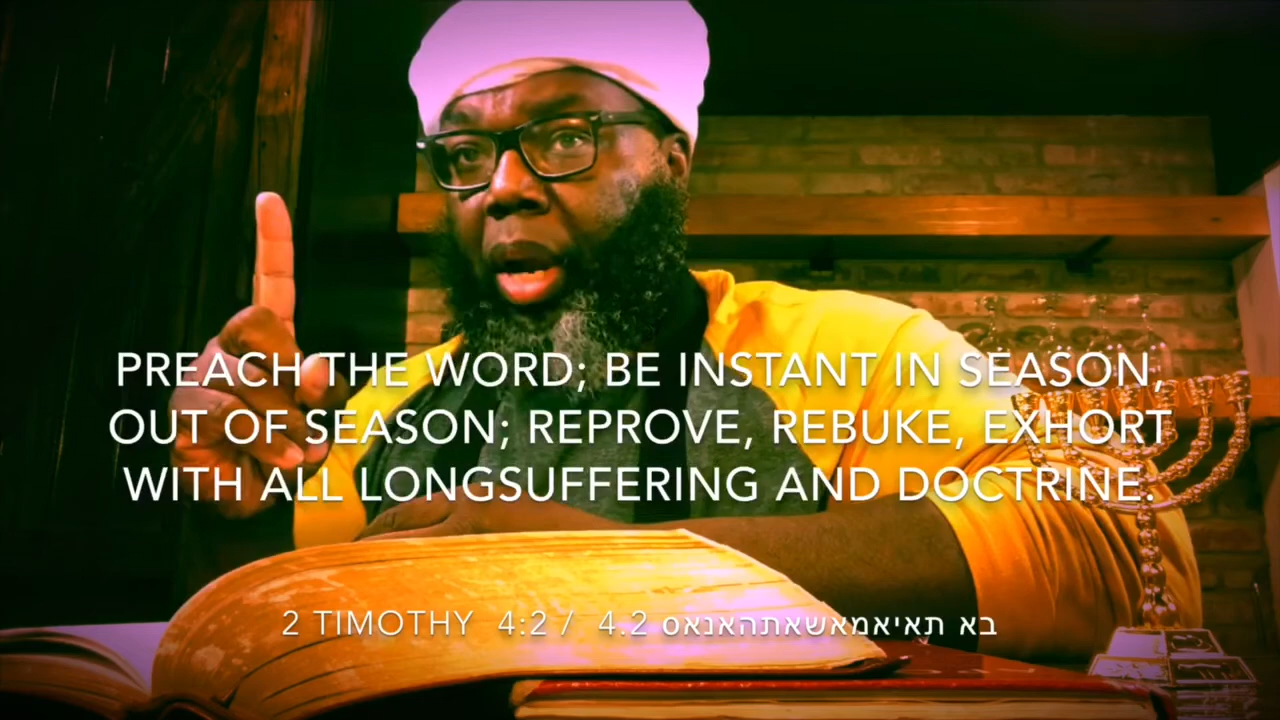 PREACH THE WORD; BE INSTANT IN SEASON,
OUT OF SEASON; REPROVE, REBUKE, EXHORT
WITH ALL LONGSUFFERING AND DOCTRINE.
2 TIMOTHY 4:2 / בא תאיאמאשאתהאנאס 4.2